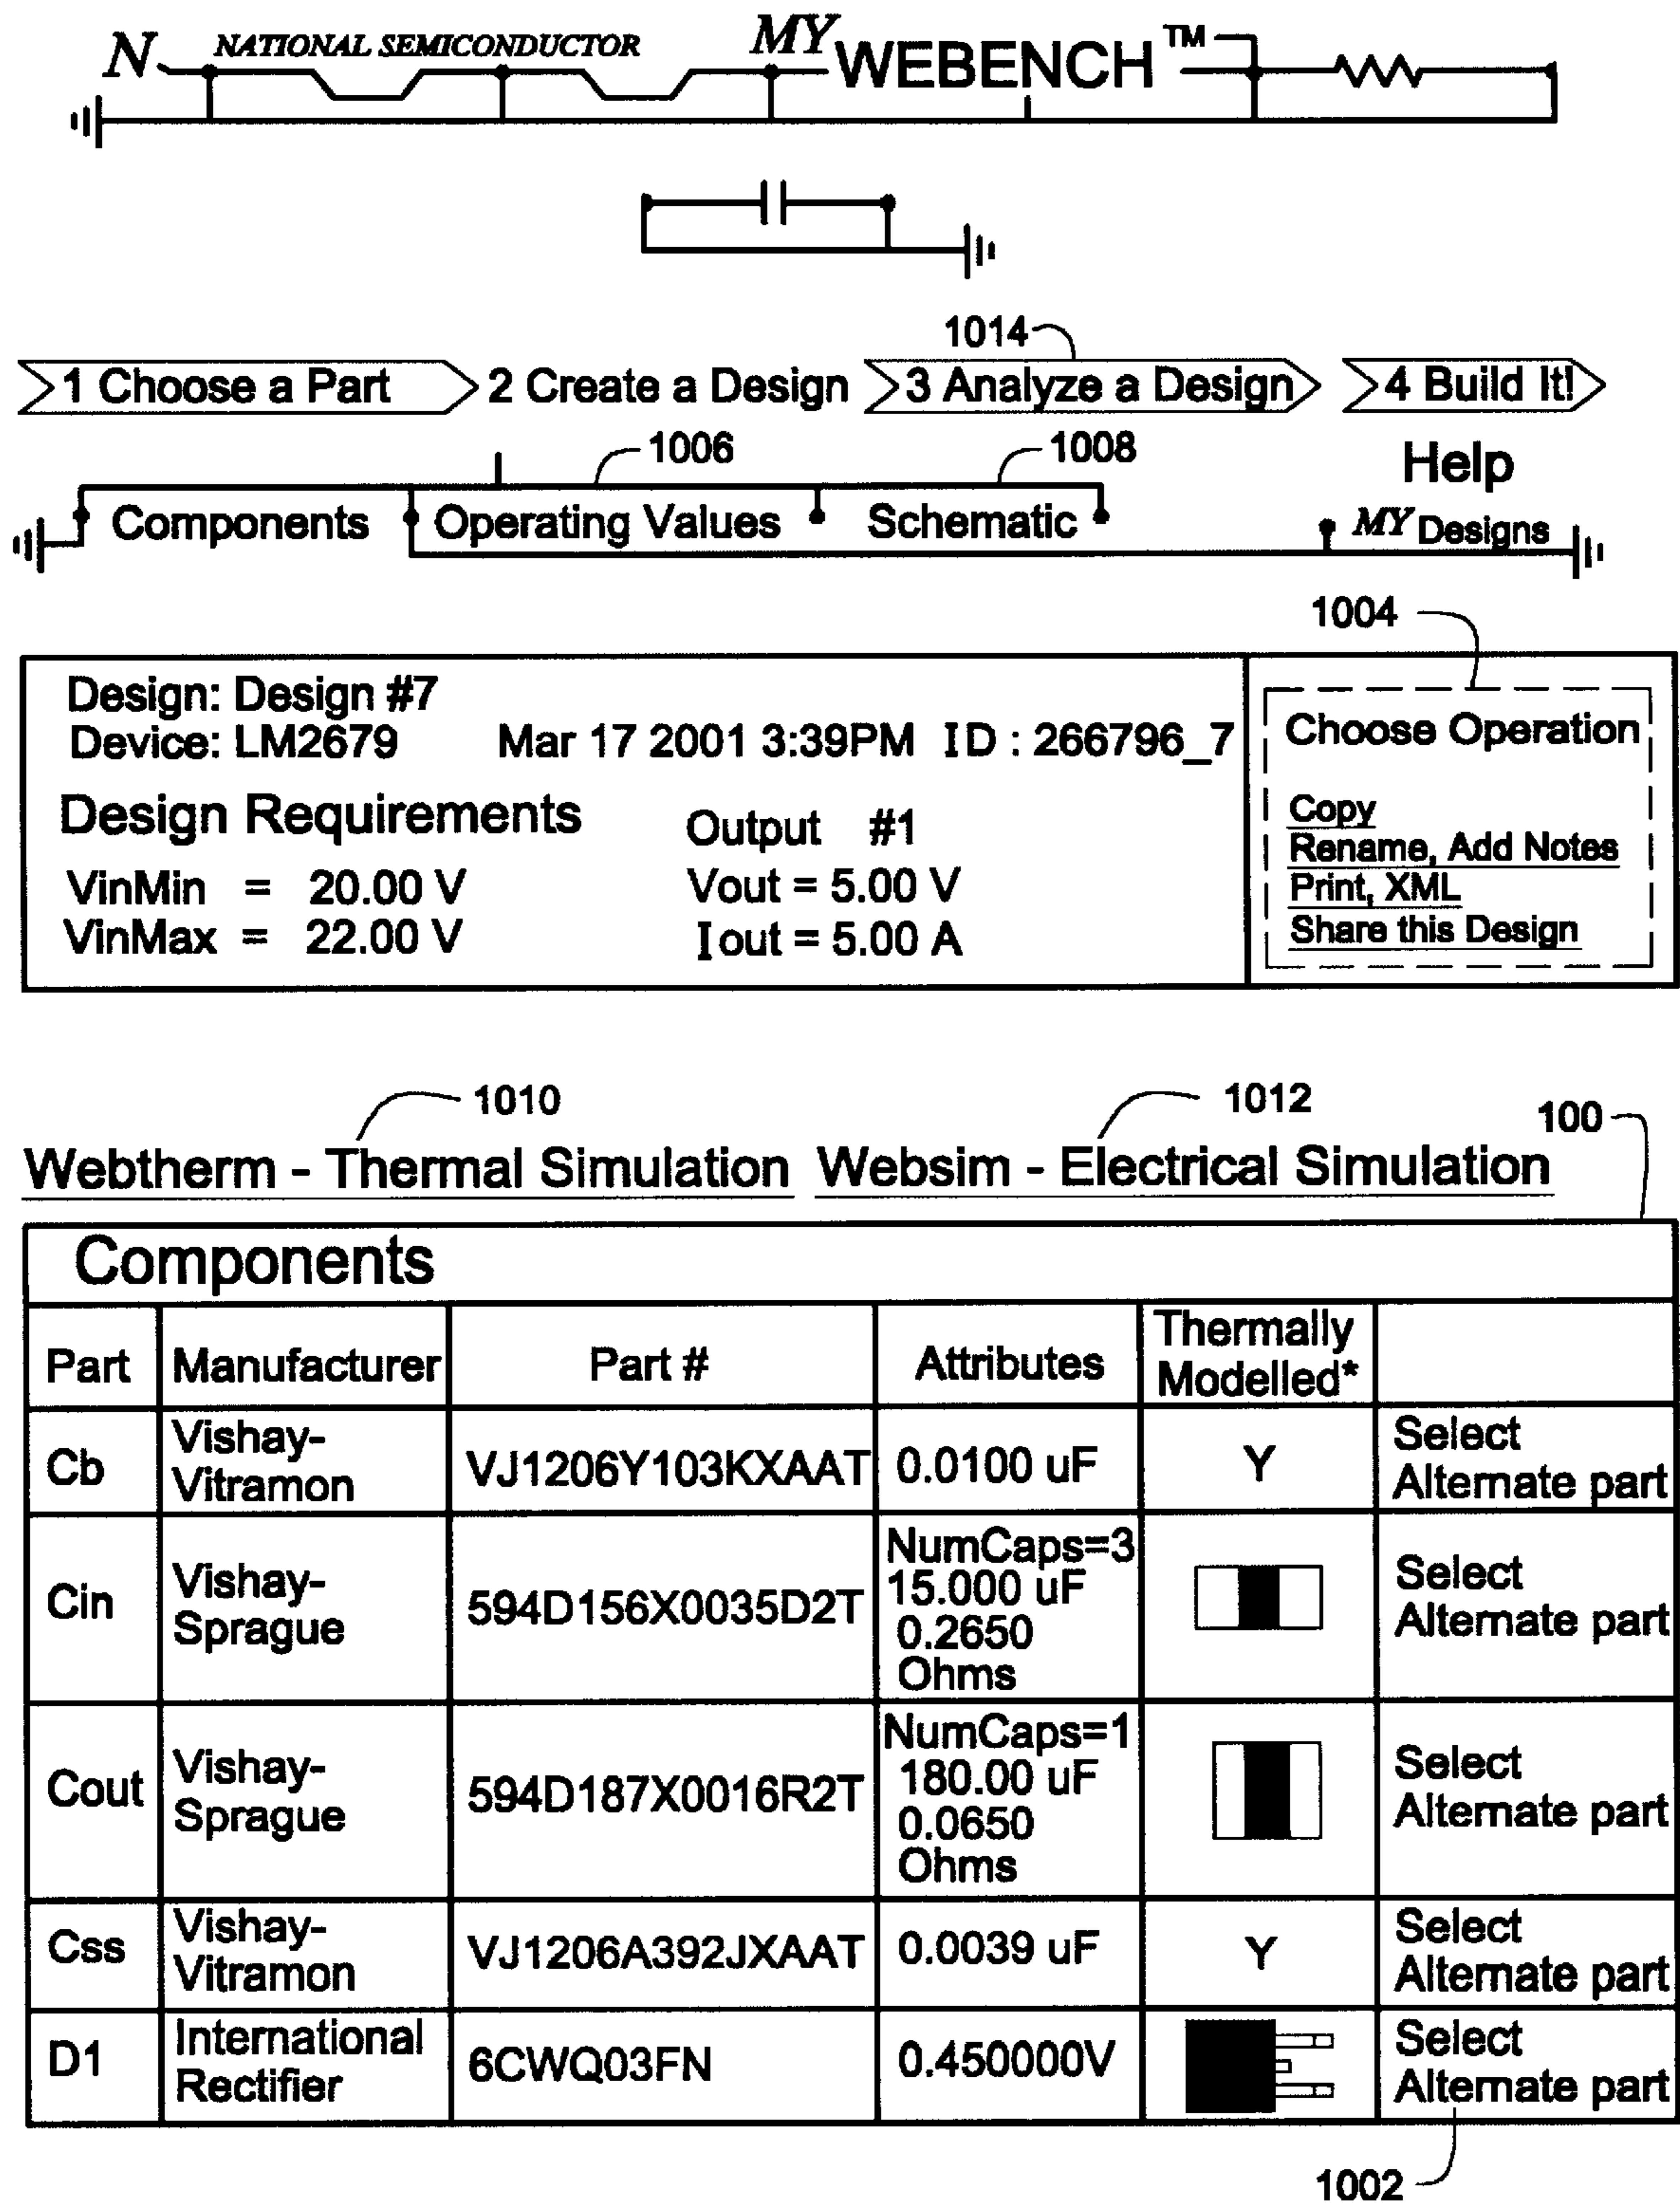 N NATIONAL SEMICONDUCTOR MY WEBENCH™
1014
1 Choose a Part 2 Create a Design 3 Analyze a Design 4 Build It!
1006 1008
Help
Components Operating Values Schematic MY Designs
1004
Design: Design #7
Device: LM2679 Mar 17 2001 3:39PM ID : 266796_7
Design Requirements Output #1
VinMin = 20.00 V Vout = 5.00 V
VinMax = 22.00 V Iout = 5.00 A
Choose Operation
Copy
Rename, Add Notes
Print, XML
Share this Design
1010 1012 100
Webtherm - Thermal Simulation Websim - Electrical Simulation
Components
Part Manufacturer Part # Attributes Thermally
Modelled*
Cb Vishay-
Vitramon VJ1206Y103KXAAT 0.0100 uF Y Select
Alternate part
Cin Vishay-
Sprague 594D156X0035D2T NumCaps=3
15.000 uF
0.2650
Ohms
Select
Alternate part
Cout Vishay-
Sprague 594D187X0016R2T NumCaps=1
180.00 uF
0.0650
Ohms
Select
Alternate part
Css Vishay-
Vitramon VJ1206A392JXAAT 0.0039 uF Y Select
Alternate part
D1 International
Rectifier 6CWQ03FN 0.450000V Select
Alternate part
1002